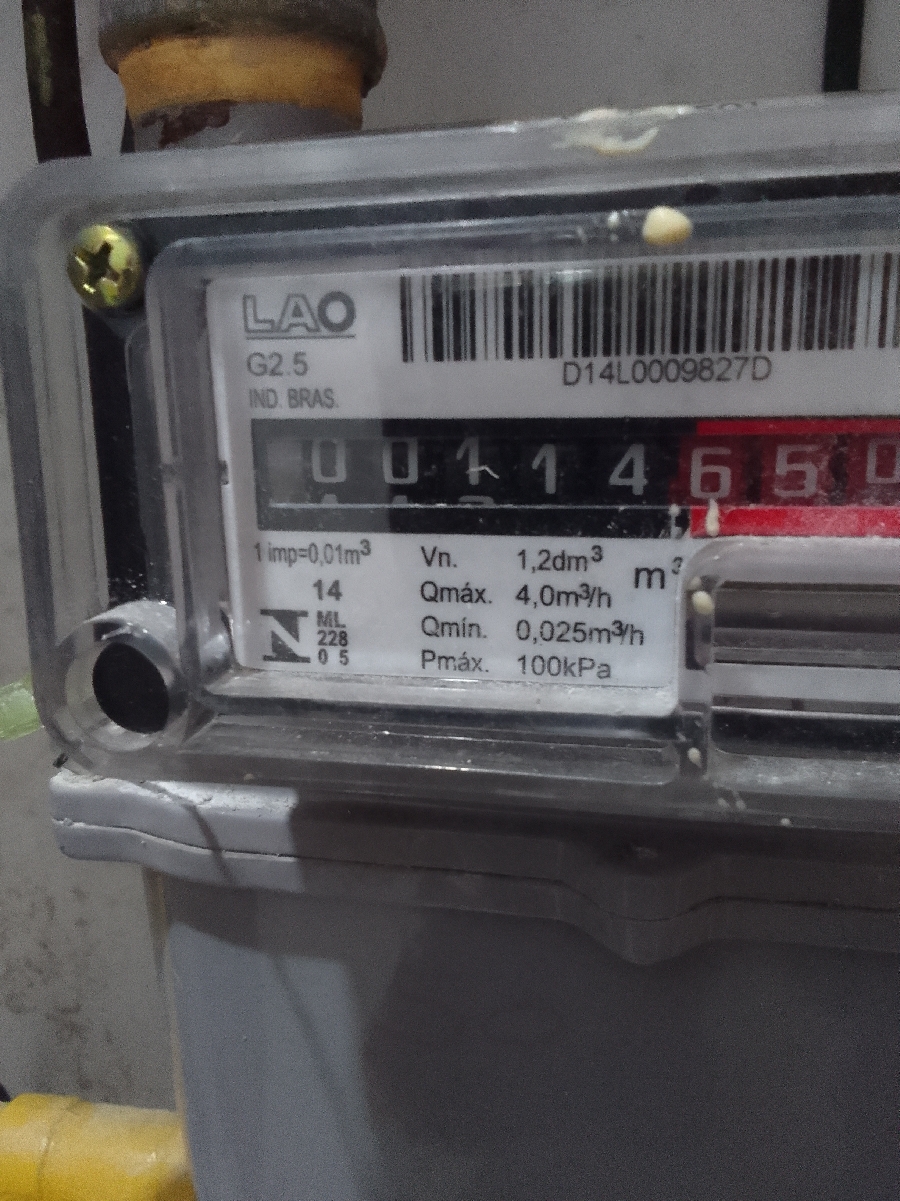 LAO
G2.5
IND. BRAS.
D14L0009827D
00114650
1 imp=0,01m³
14
ML
228
0 5
Vn. 1,2dm³
Qmáx. 4,0m³/h
Qmín. 0,025m³/h
Pmáx. 100kPa
m³